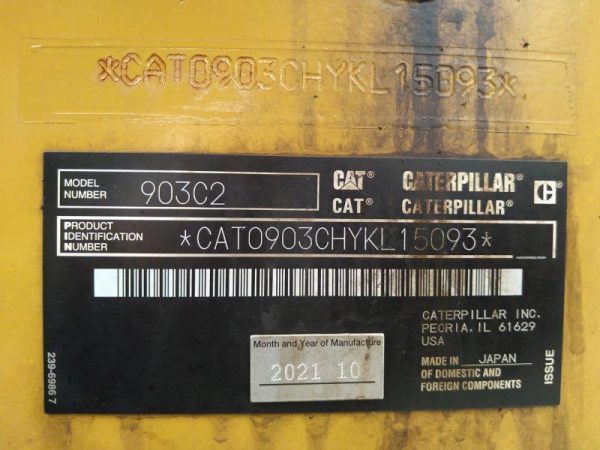 *CAT0903CHYKL15093*
MODEL NUMBER 903C2
CAT® CATERPILLAR® C
CAT® CATERPILLAR®
PRODUCT IDENTIFICATION NUMBER *CAT0903CHYKL15093*
CATERPILLAR INC.
PEORIA, IL 61629
USA
Month and Year of Manufacture
2021 10
MADE IN JAPAN
OF DOMESTIC AND
FOREIGN COMPONENTS
ISSUE
239-6986 7